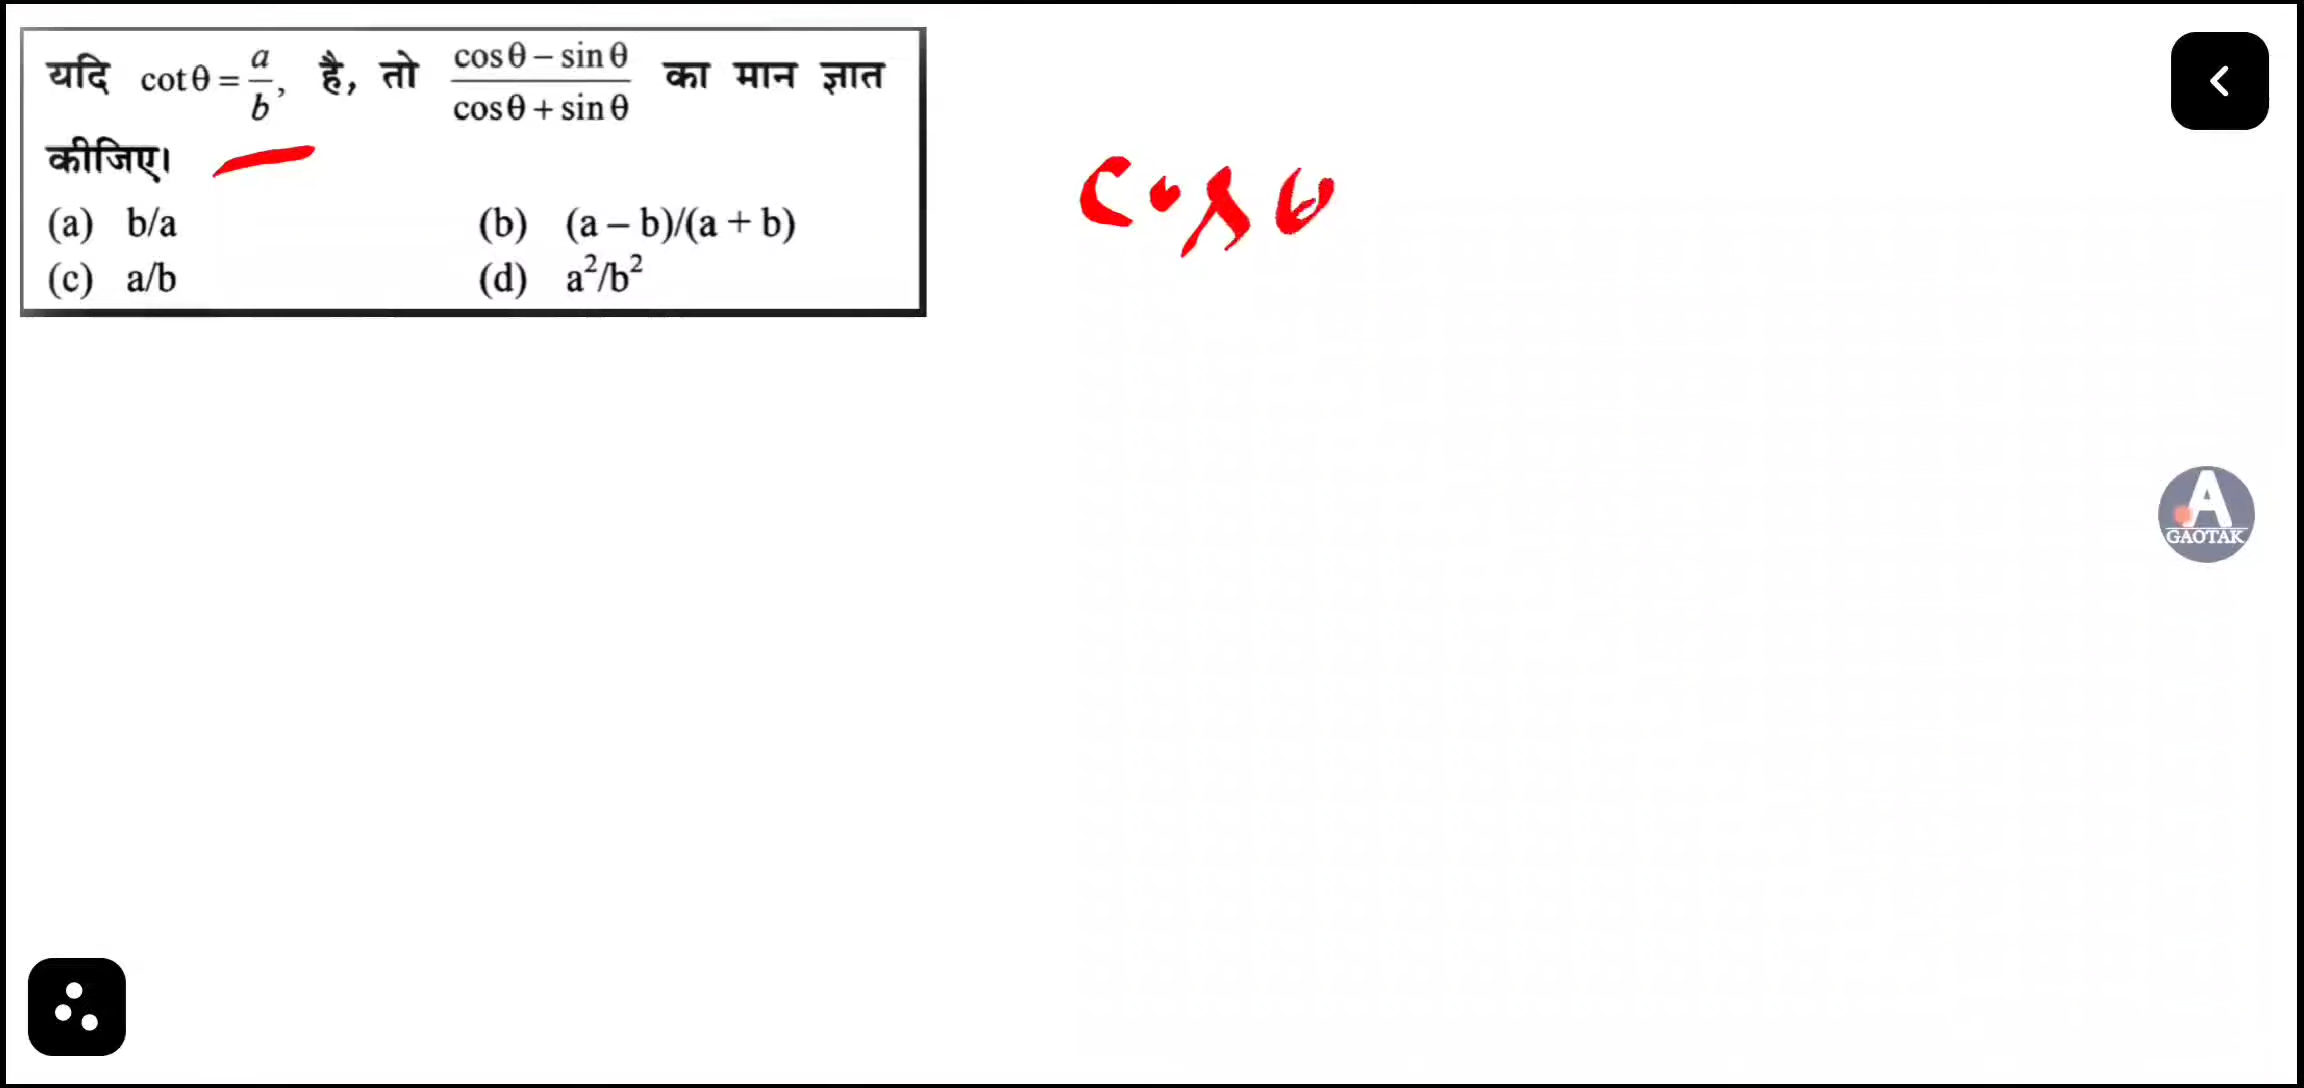 यदि cotθ = a/b, है, तो (cosθ – sinθ)/(cosθ + sinθ) का मान ज्ञात
कीजिए।
(a) b/a (b) (a – b)/(a + b)
(c) a/b (d) a²/b²
cosθ
A
GAOTAK